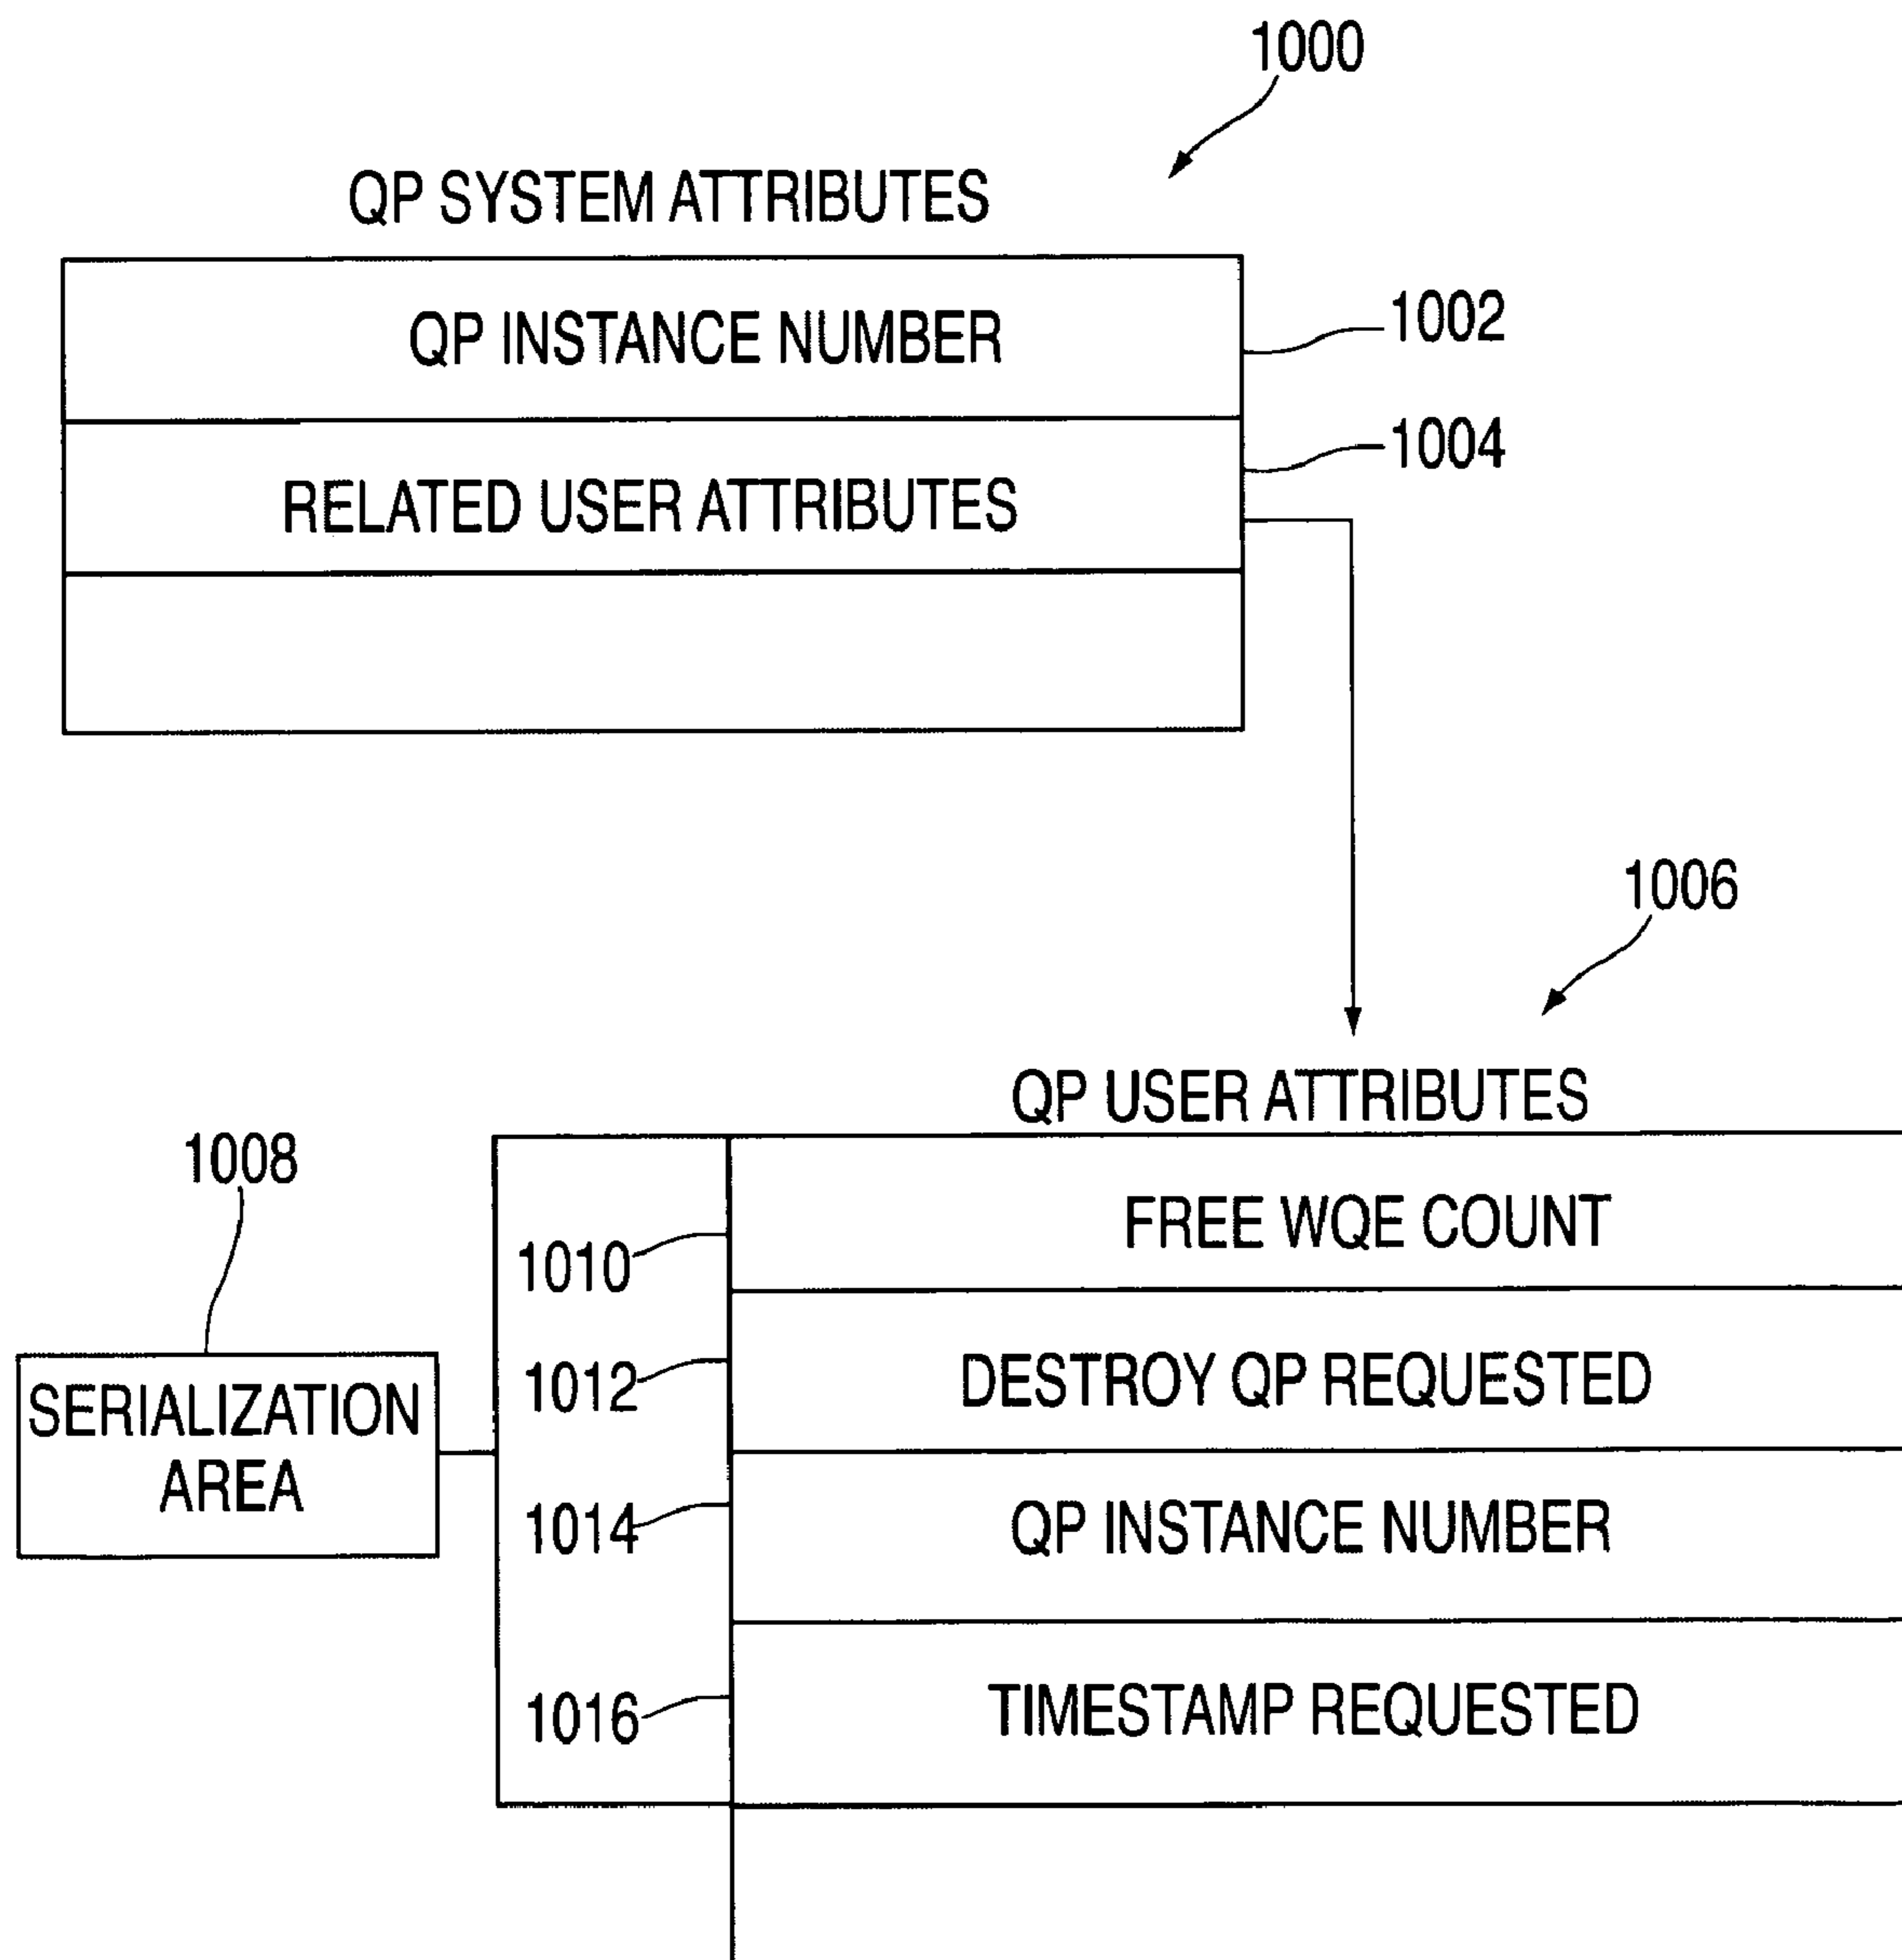 1000
QP SYSTEM ATTRIBUTES
QP INSTANCE NUMBER
1002
1004
RELATED USER ATTRIBUTES
1006
QP USER ATTRIBUTES
1008
FREE WQE COUNT
1010
SERIALIZATION
AREA
1012
DESTROY QP REQUESTED
1014
QP INSTANCE NUMBER
1016
TIMESTAMP REQUESTED